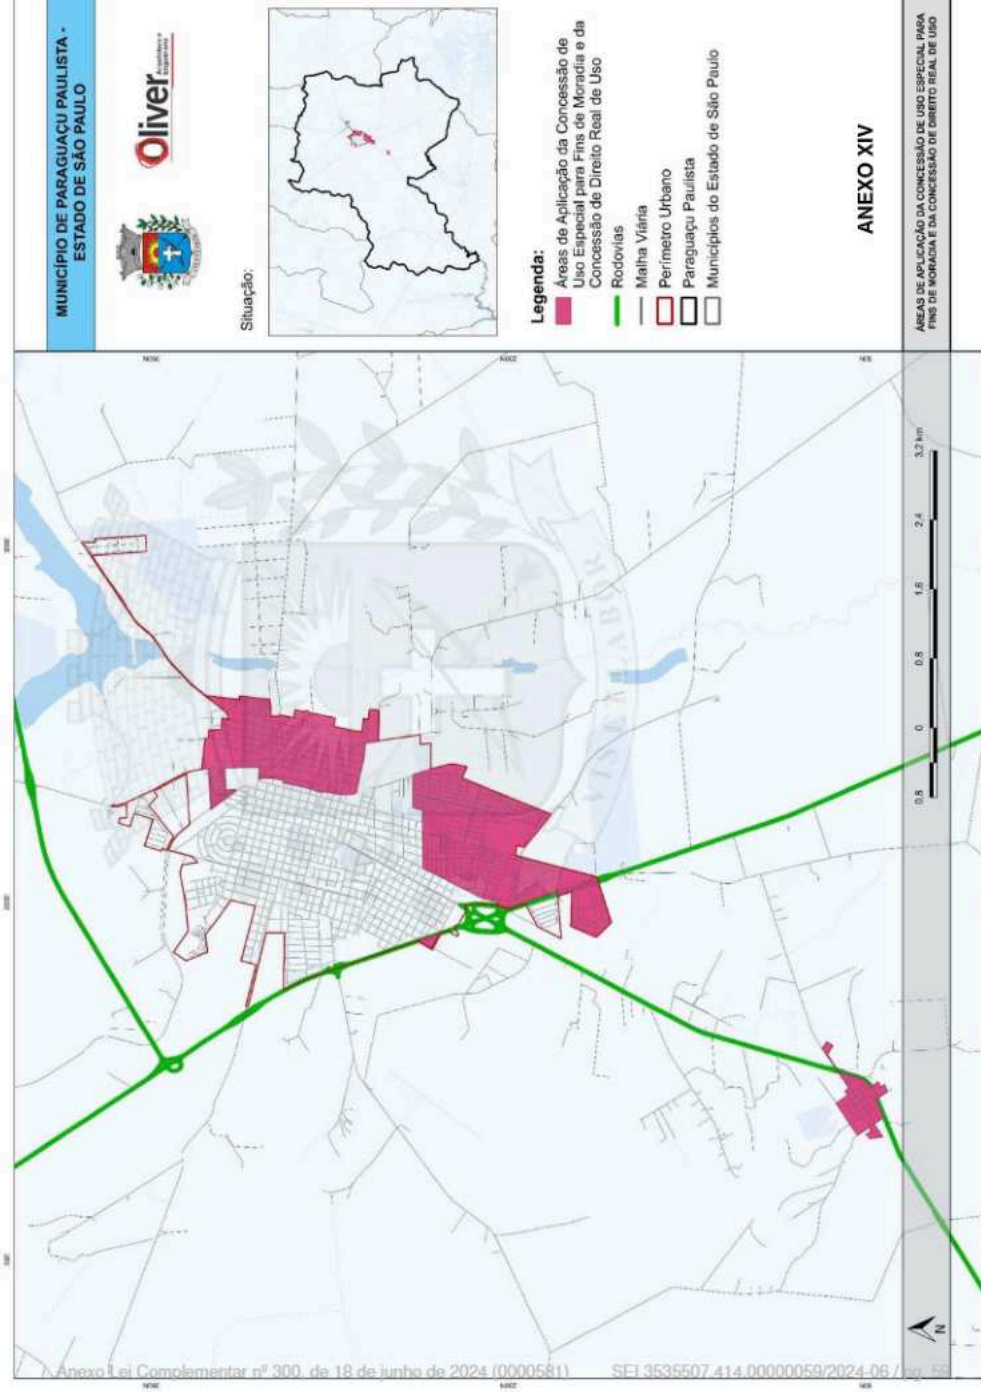 MUNICÍPIO DE PARAGUAÇU PAULISTA -
ESTADO DE SÃO PAULO
Oliver
Arquitetura e
Engenharia
Situação:
Legenda:
Áreas de Aplicação da Concessão de
Uso Especial para Fins de Moradia e da
Concessão de Direito Real de Uso
Rodovias
Malha Viária
Perímetro Urbano
Paraguaçu Paulista
Municípios do Estado de São Paulo
ANEXO XIV
ÁREAS DE APLICAÇÃO DA CONCESSÃO DE USO ESPECIAL PARA
FINS DE MORADIA E DA CONCESSÃO DE DIREITO REAL DE USO
0.8 0 0.8 1.6 2.4 3.2 km
N
Anexo Lei Complementar nº 300, de 18 de junho de 2024 (0000581) SEI 3535507.414.00000059/2024-06 / pg. 59